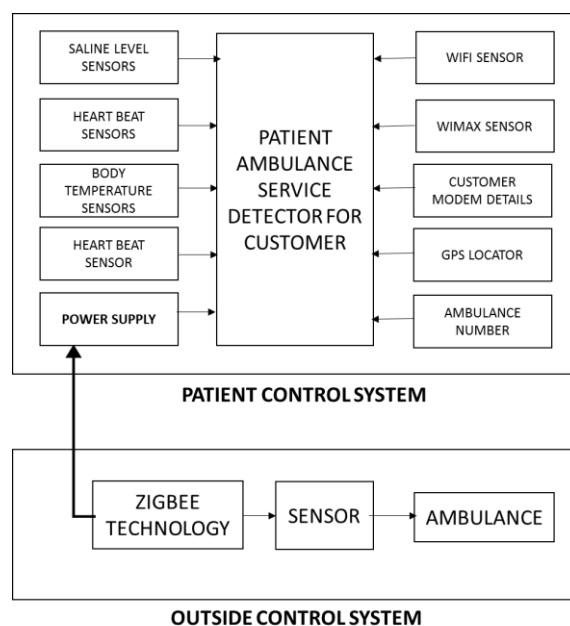 SALINE LEVEL
SENSORS
HEART BEAT
SENSORS
BODY
TEMPERATURE
SENSORS
HEART BEAT
SENSOR
POWER SUPPLY
PATIENT
AMBULANCE
SERVICE
DETECTOR FOR
CUSTOMER
WIFI SENSOR
WIMAX SENSOR
CUSTOMER
MODEM DETAILS
GPS LOCATOR
AMBULANCE
NUMBER
PATIENT CONTROL SYSTEM
ZIGBEE
TECHNOLOGY
SENSOR
AMBULANCE
OUTSIDE CONTROL SYSTEM